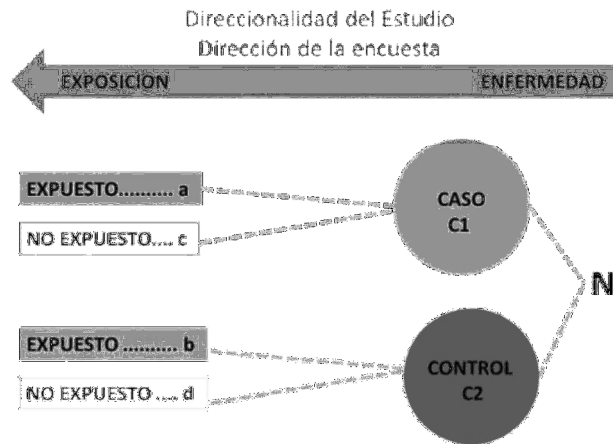 Direccionalidad del Estudio
Dirección de la encuesta
EXPOSICION ENFERMEDAD
EXPUESTO.......... a
NO EXPUESTO.... c
CASO
C1
N
EXPUESTO .......... b
NO EXPUESTO .... d
CONTROL
C2